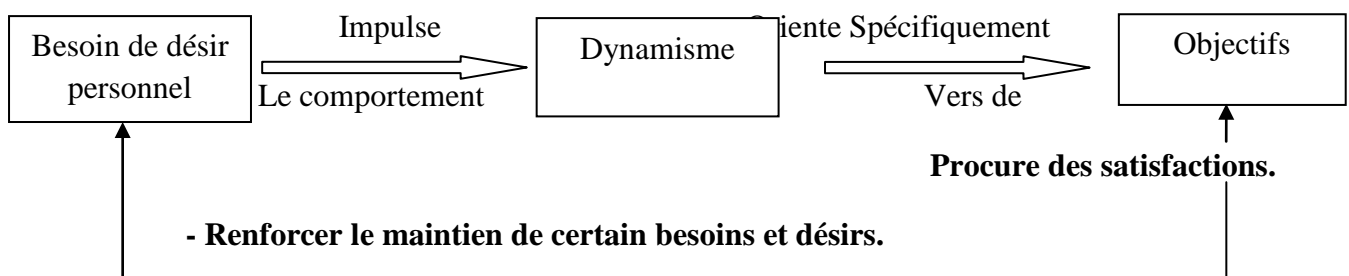 Besoin de désir
personnel
Impulse
Le comportement
Dynamisme
Spécifiquement
Vers de
Objectifs
Procure des satisfactions.
- Renforcer le maintien de certain besoins et désirs.